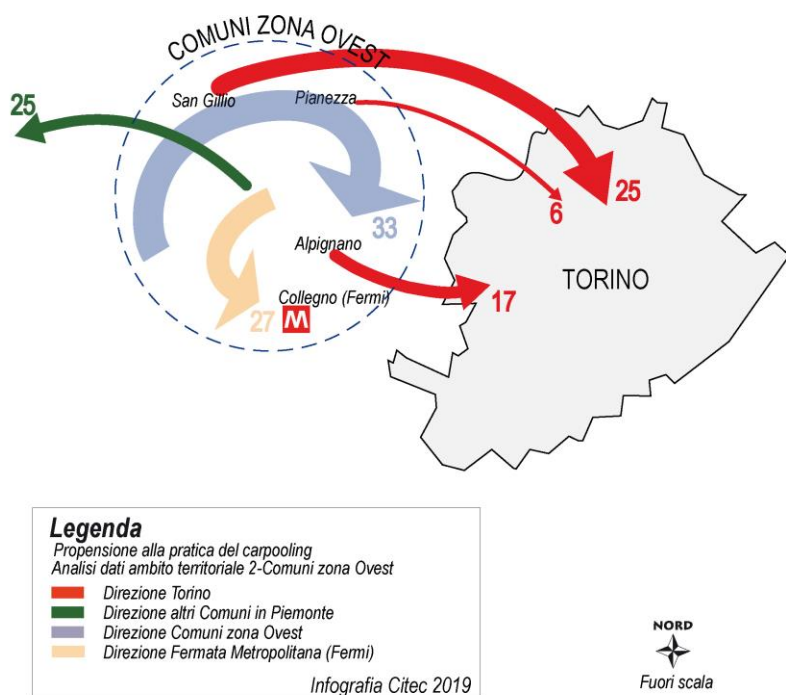 COMUNI ZONA OVEST
San Gillio
Pianezza
25
33
6
25
Alpignano
TORINO
Collegno (Fermi)
27
M
17
Legenda
Propensione alla pratica del carpooling
Analisi dati ambito territoriale 2-Comuni zona Ovest
Direzione Torino
Direzione altri Comuni in Piemonte
Direzione Comuni zona Ovest
Direzione Fermata Metropolitana (Fermi)
Infografia Citec 2019
NORD
Fuori scala